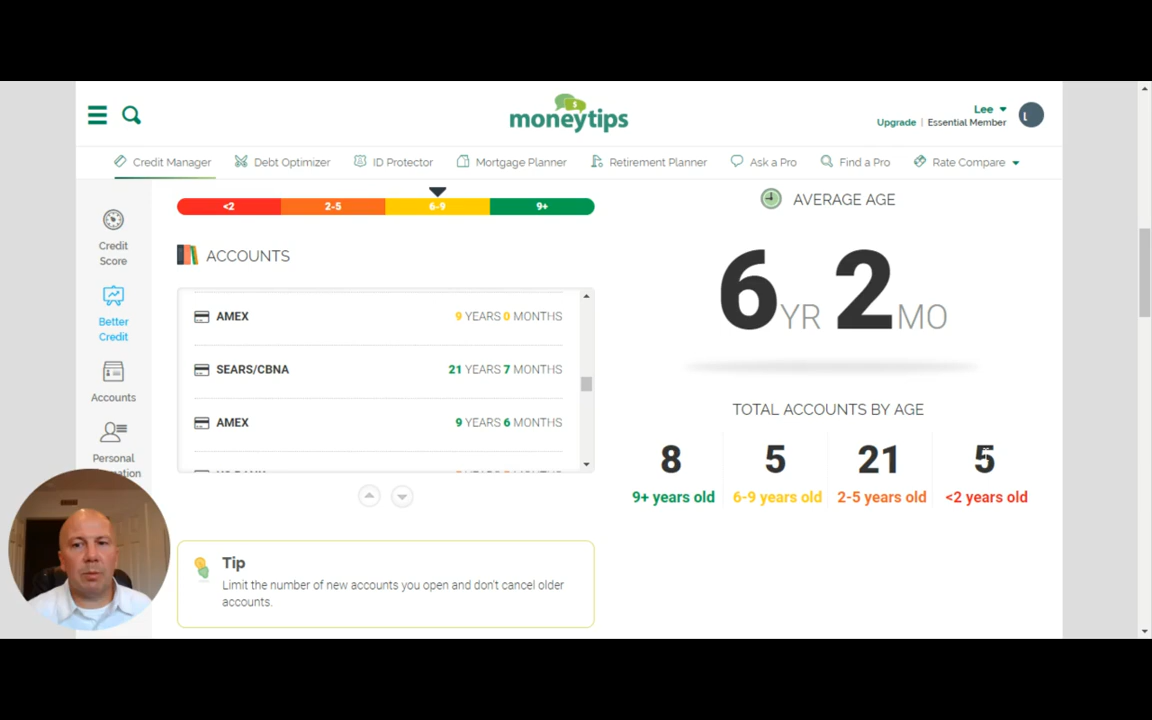 $
moneytips
Lee
Upgrade | Essential Member
L
Credit Manager
Debt Optimizer
ID Protector
Mortgage Planner
Retirement Planner
Ask a Pro
Find a Pro
Rate Compare
Credit
Score
Better
Credit
Accounts
Personal
<2
2-5
6-9
9+
ACCOUNTS
AMEX 9 YEARS 0 MONTHS
SEARS/CBNA 21 YEARS 7 MONTHS
AMEX 9 YEARS 6 MONTHS
Tip
Limit the number of new accounts you open and don't cancel older
accounts.
AVERAGE AGE
6 YR 2 MO
TOTAL ACCOUNTS BY AGE
8
9+ years old
5
6-9 years old
21
2-5 years old
5
<2 years old